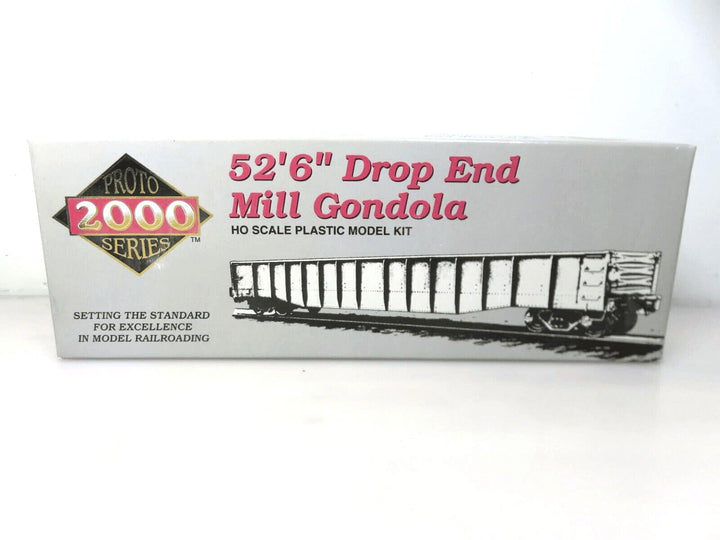 PROTO
2000
SERIES
TM
52'6" Drop End
Mill Gondola
HO SCALE PLASTIC MODEL KIT
SETTING THE STANDARD
FOR EXCELLENCE
IN MODEL RAILROADING